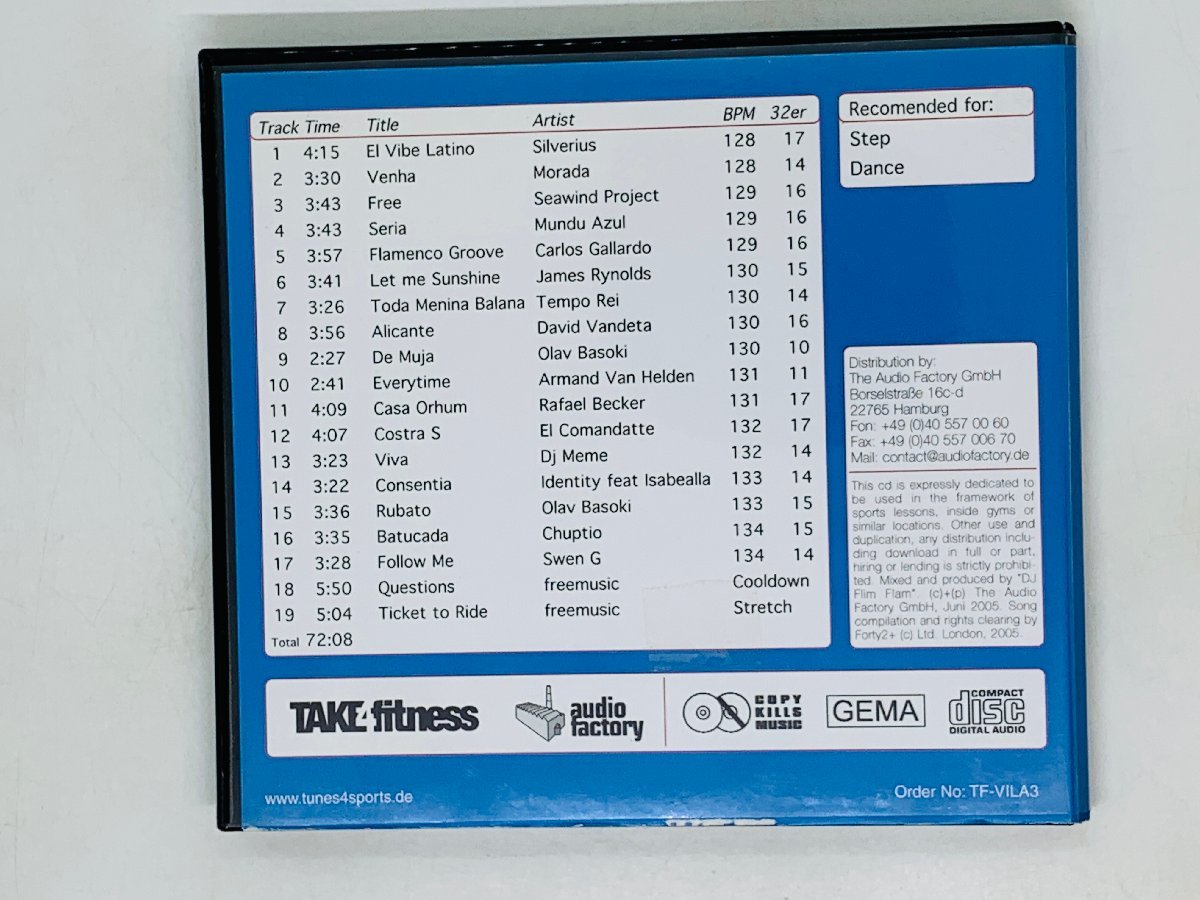 Track Time Title Artist BPM 32er
1 4:15 El Vibe Latino Silverius 128 17
2 3:30 Venha Morada 128 14
3 3:43 Free Seawind Project 129 16
4 3:43 Seria Mundu Azul 129 16
5 3:57 Flamenco Groove Carlos Gallardo 129 16
6 3:41 Let me Sunshine James Rynolds 130 15
7 3:26 Toda Menina Balana Tempo Rei 130 14
8 3:56 Alicante David Vandeta 130 16
9 2:27 De Muja Olav Basoki 130 10
10 2:41 Everytime Armand Van Helden 131 11
11 4:09 Casa Orhum Rafael Becker 131 17
12 4:07 Costra S El Comandatte 132 17
13 3:23 Viva Dj Meme 132 14
14 3:22 Consentia Identity feat Isabealla 133 14
15 3:36 Rubato Olav Basoki 133 15
16 3:35 Batucada Chuptio 134 15
17 3:28 Follow Me Swen G 134 14
18 5:50 Questions freemusic Cooldown
19 5:04 Ticket to Ride freemusic Stretch
Total 72:08
Recomended for:
Step
Dance
Distribution by:
The Audio Factory GmbH
Borselstraße 16c-d
22765 Hamburg
Fon: +49 (0)40 557 00 60
Fax: +49 (0)40 557 006 70
Mail: contact@audiofactory.de
This cd is expressly dedicated to
be used in the framework of
sports lessons, inside gyms or
similar locations. Other use and
duplication, any distribution inclu-
ding download in full or part,
hiring or lending is strictly prohibi-
ted. Mixed and produced by "DJ
Flim Flam". (c)+(p) The Audio
Factory GmbH, Juni 2005. Song
compilation and rights clearing by
Forty2+ (c) Ltd. London, 2005.
TAKE4fitness
audio
factory
COPY
KILLS
MUSIC
GEMA
COMPACT
disc
DIGITAL AUDIO
www.tunes4sports.de
Order No: TF-VILA3